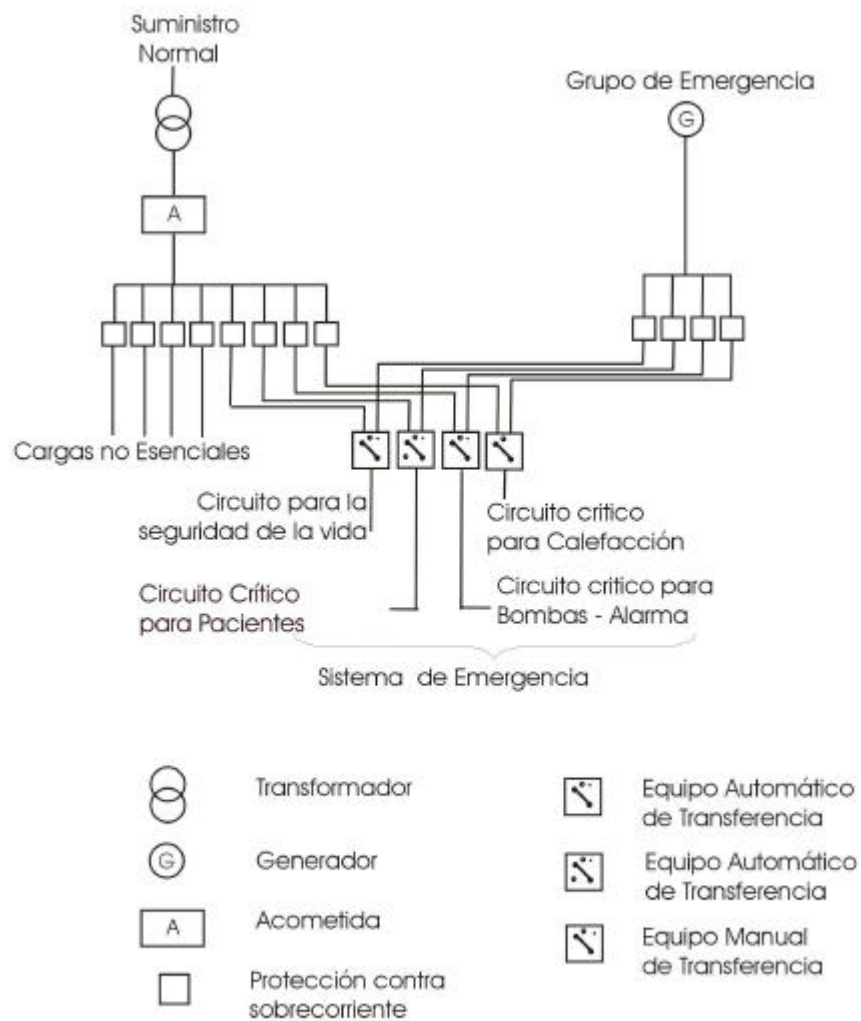 Suministro
Normal
Grupo de Emergencia
G
A
Cargas no Esenciales
Circuito para la
seguridad de la vida
Circuito critico
para Calefacción
Circuito Crítico
para Pacientes
Circuito critico para
Bombas - Alarma
Sistema de Emergencia
Transformador
G
Generador
A
Acometida
Protección contra
sobrecorriente
Equipo Automático
de Transferencia
Equipo Automático
de Transferencia
Equipo Manual
de Transferencia